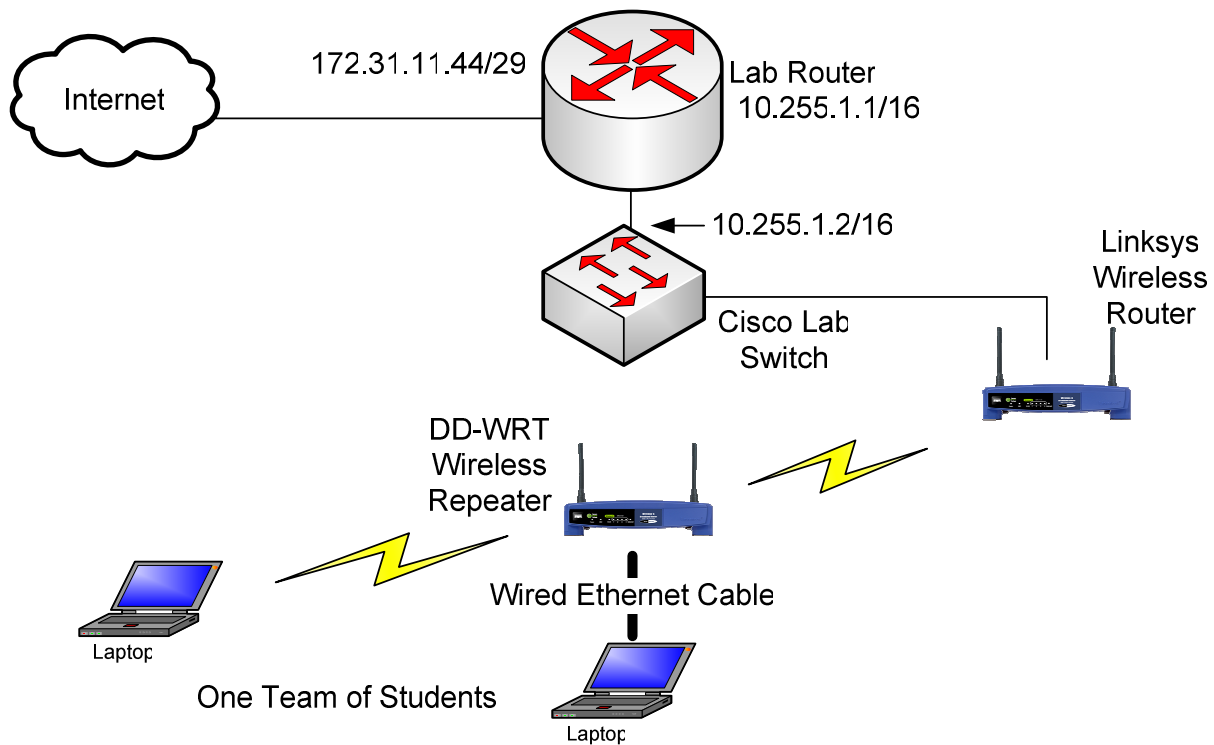 172.31.11.44/29
Internet
Lab Router
10.255.1.1/16
10.255.1.2/16
Linksys
Wireless
Router
Cisco Lab
Switch
DD-WRT
Wireless
Repeater
Wired Ethernet Cable
Laptop
One Team of Students
Laptop